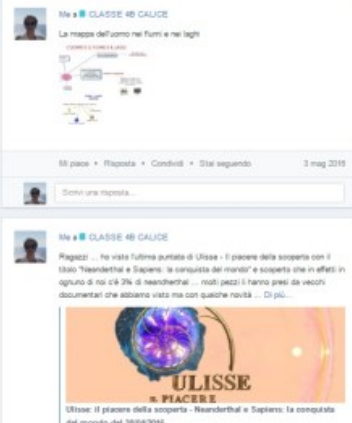 Me a CLASSE 4B CALICE
La mappa dell'uomo nei fiumi e nei laghi
Mi piace • Risposta • Condividi • Stai seguendo
3 mag 2016
Scrivi una risposta...
Me a CLASSE 4B CALICE
Ragazzi ... ho vista l'ultima puntata di Ulisse - Il piacere della scoperta con il
titolo "Neanderthal e Sapiens: la conquista del mondo" e scoperto che in effetti in
ognuno di noi c'è 3% di neandherthal ... molti pezzi li hanno presi da vecchi
documentari che abbiamo visto ma con qualche novità ... Di più...
ULISSE
IL PIACERE
Ulisse: il piacere della scoperta - Neanderthal e Sapiens: la conquista
del mondo del